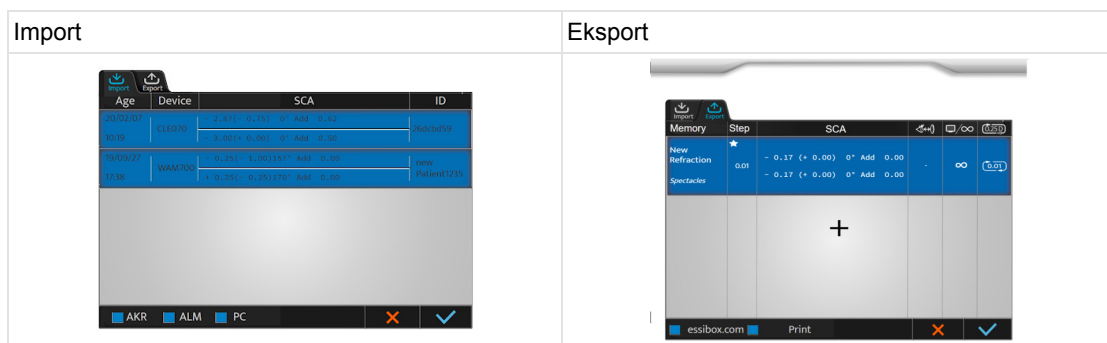 Import
Eksport
Import Export
Age Device SCA ID
20/02/07
10:19
CLE070
- 2.87(- 0.75) 0° Add 0.62
- 3.00(+ 0.00) 0° Add 0.50
26dcbd59
19/09/27
17:38
WAM700
- 0.25(- 1.00)157° Add 0.00
+ 0.25(- 0.25)178° Add 0.00
new
Patient1215
AKR ALM PC
Import Export
Memory Step SCA
New
Refraction
Spectacles
0.01
- 0.17 (+ 0.00) 0° Add 0.00
- 0.17 (+ 0.00) 0° Add 0.00
∞
0.01
essibox.com Print